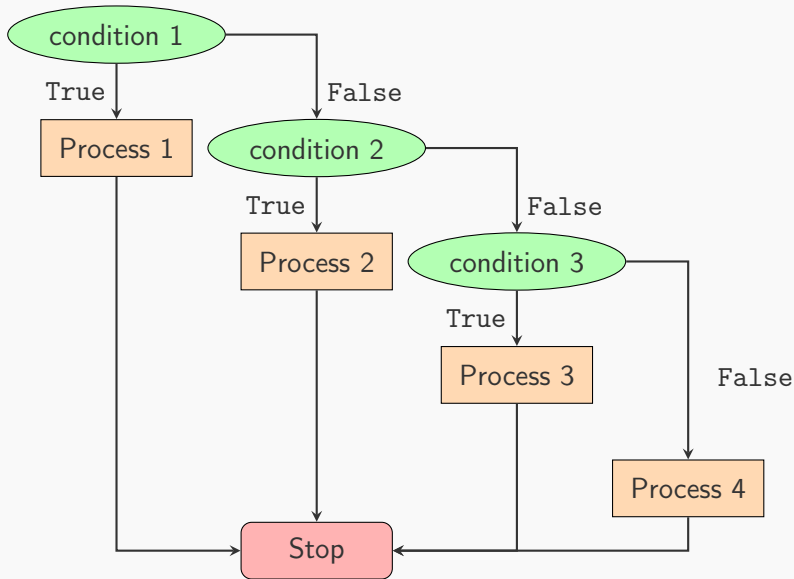 condition 1
True
False
Process 1
condition 2
True
False
Process 2
condition 3
True
False
Process 3
Process 4
Stop